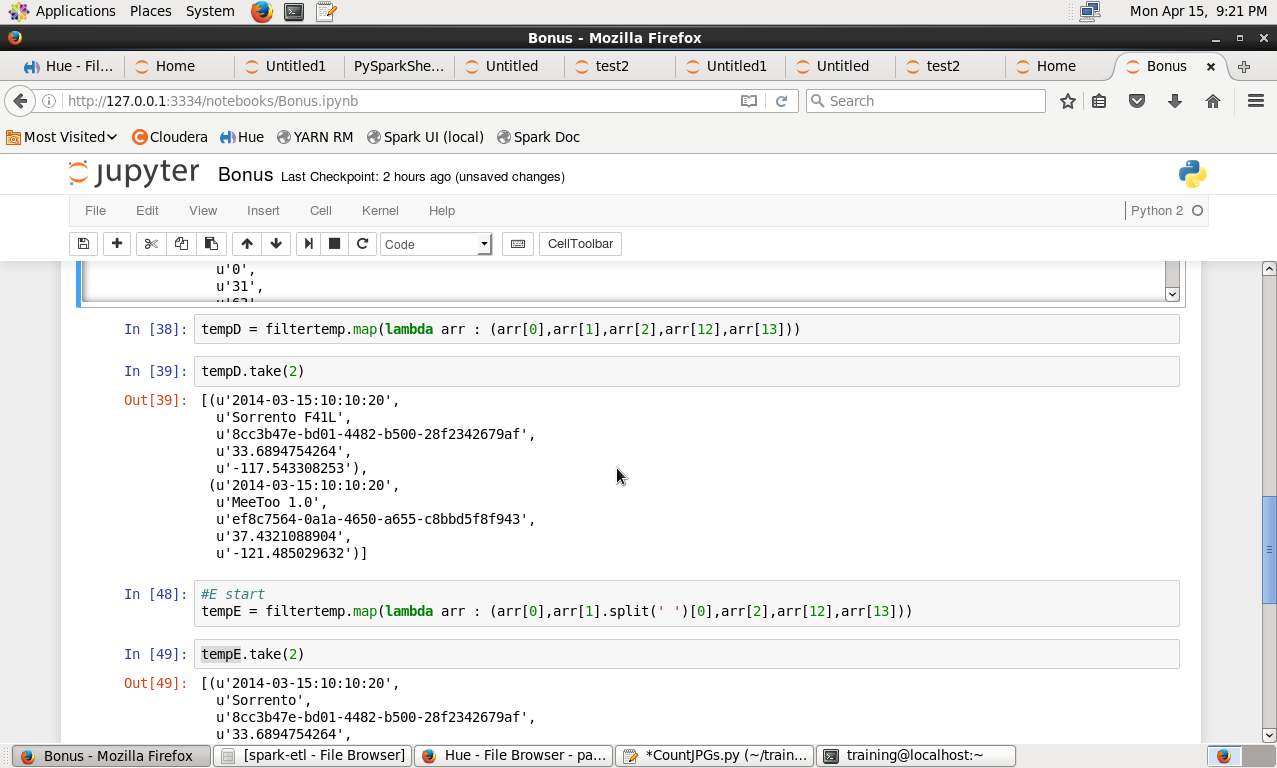 Applications Places System Mon Apr 15, 9:21 PM
Bonus - Mozilla Firefox
Hue - Fil... Home Untitled1 PySparkSho... Untitled test2 Untitled1 Untitled test2 Home Bonus
http://127.0.0.1:3334/notebooks/Bonus.ipynb Search
Most Visited Cloudera Hue YARN RM Spark UI (local) Spark Doc
jupyter Bonus Last Checkpoint: 2 hours ago (unsaved changes)
File Edit View Insert Cell Kernel Help Python 2
Code CellToolbar
u'0',
u'31',
u'63'
In [38]: tempD = filtertemp.map(lambda arr : (arr[0],arr[1],arr[2],arr[12],arr[13]))
In [39]: tempD.take(2)
Out[39]: [(u'2014-03-15:10:10:20',
u'Sorrento F41L',
u'8cc3b47e-bd01-4482-b500-28f2342679af',
u'33.6894754264',
u'-117.543308253'),
(u'2014-03-15:10:10:20',
u'MeeToo 1.0',
u'ef8c7564-0a1a-4650-a655-c8bbd5f8f943',
u'37.4321088904',
u'-121.485029632')]
In [48]: #E start
tempE = filtertemp.map(lambda arr : (arr[0],arr[1].split(' ')[0],arr[2],arr[12],arr[13]))
In [49]: tempE.take(2)
Out[49]: [(u'2014-03-15:10:10:20',
u'Sorrento',
u'8cc3b47e-bd01-4482-b500-28f2342679af',
u'33.6894754264',
Bonus - Mozilla Firefox [spark-etl - File Browser] Hue - File Browser - pa... *CountJPGs.py (~/train... training@localhost:~